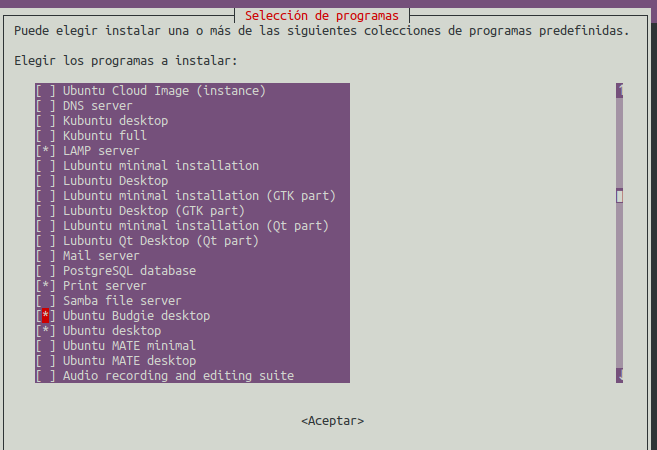 Selección de programas
Puede elegir instalar una o más de las siguientes colecciones de programas predefinidas.
Elegir los programas a instalar:
[ ] Ubuntu Cloud Image (instance)
[ ] DNS server
[ ] Kubuntu desktop
[ ] Kubuntu full
[*] LAMP server
[ ] Lubuntu minimal installation
[ ] Lubuntu Desktop
[ ] Lubuntu minimal installation (GTK part)
[ ] Lubuntu Desktop (GTK part)
[ ] Lubuntu minimal installation (Qt part)
[ ] Lubuntu Qt Desktop (Qt part)
[ ] Mail server
[ ] PostgreSQL database
[*] Print server
[ ] Samba file server
[*] Ubuntu Budgie desktop
[*] Ubuntu desktop
[ ] Ubuntu MATE minimal
[ ] Ubuntu MATE desktop
[ ] Audio recording and editing suite
<Aceptar>